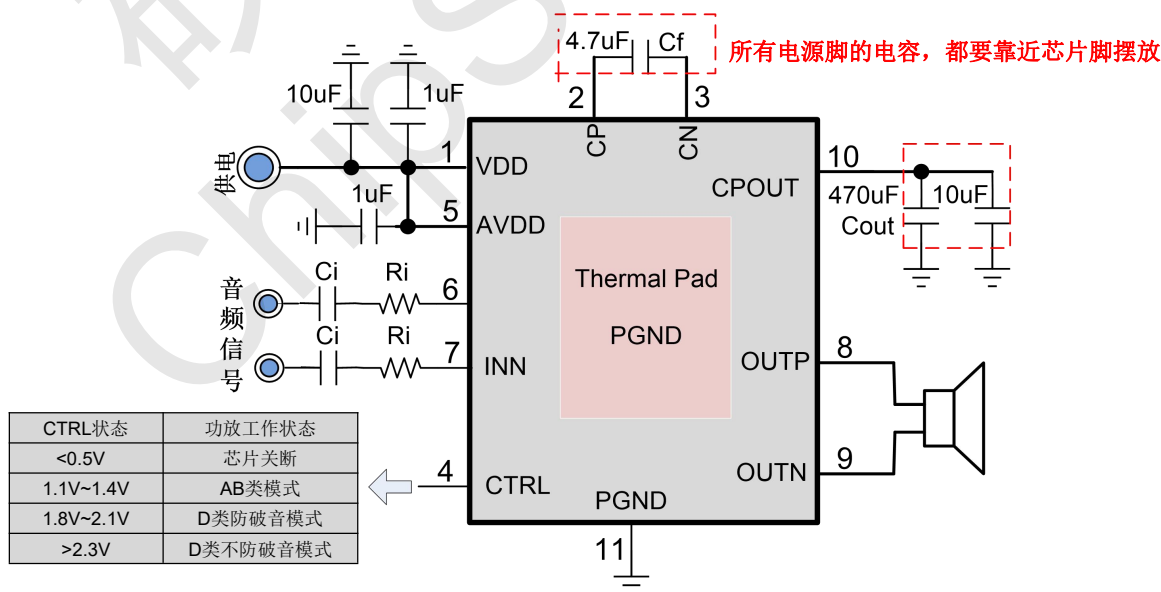 4.7uF
Cf
所有电源脚的电容，都要靠近芯片脚摆放
10uF
1uF
2
3
CP
CN
供电
1
VDD
1uF
5
AVDD
CPOUT
10
470uF
10uF
Cout
音频信号
Ci
Ri
6
Ci
Ri
7
INN
Thermal Pad
PGND
OUTP
8
OUTN
9
4
CTRL
PGND
11
CTRL状态 功放工作状态
<0.5V 芯片关断
1.1V~1.4V AB类模式
1.8V~2.1V D类防破音模式
>2.3V D类不防破音模式